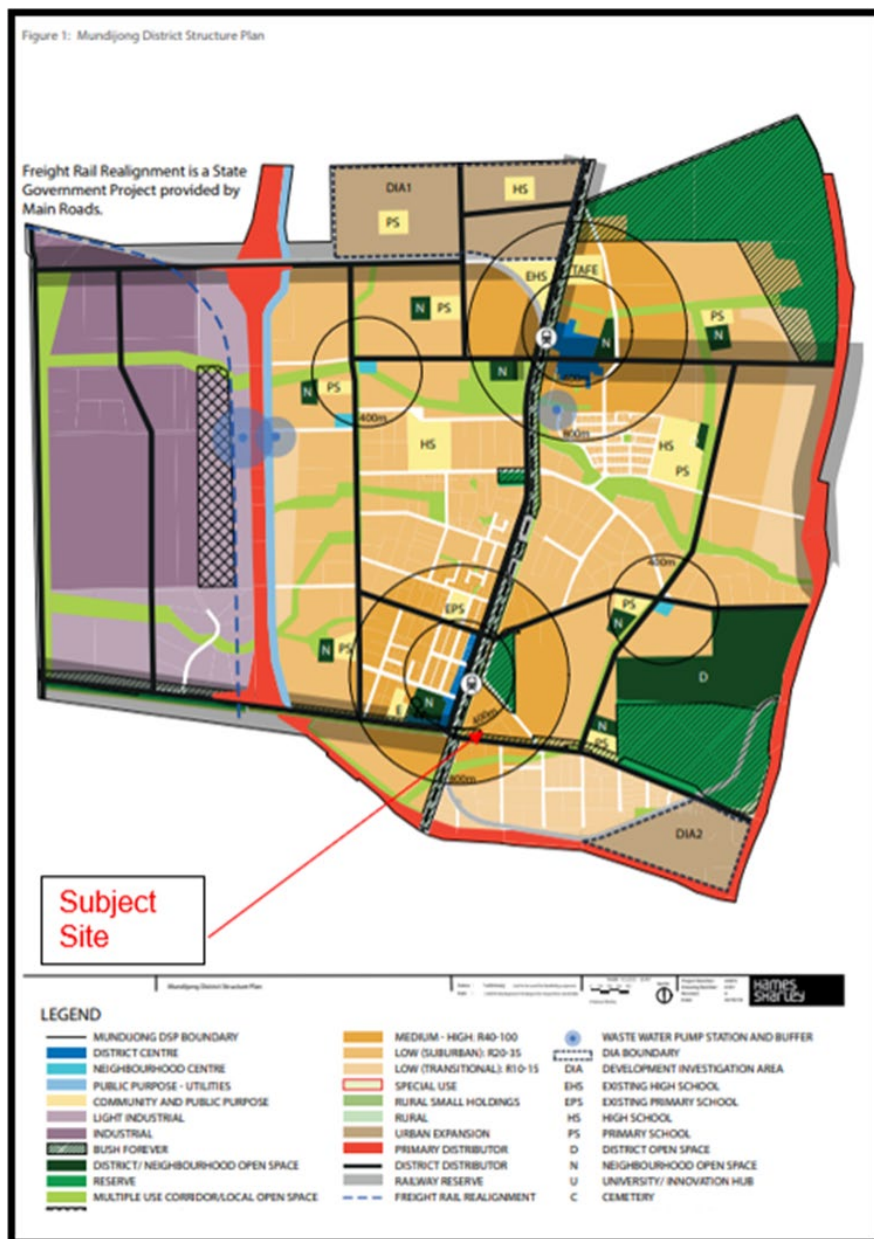 Figure 1: Mundijong District Structure Plan
Freight Rail Realignment is a State
Government Project provided by
Main Roads.
DIA1
HS
PS
EHS
TAFE
N
PS
PS
N
N
N
N
PS
400m
400m
800m
HS
HS
PS
400m
EPS
PS
N
N
PS
D
E
N
400m
N
PS
800m
DIA2
Subject
Site
Mundijong District Structure Plan
HAMES
SHARLEY
LEGEND
MUNDIJONG DSP BOUNDARY
DISTRICT CENTRE
NEIGHBOURHOOD CENTRE
PUBLIC PURPOSE - UTILITIES
COMMUNITY AND PUBLIC PURPOSE
LIGHT INDUSTRIAL
INDUSTRIAL
BUSH FOREVER
DISTRICT/ NEIGHBOURHOOD OPEN SPACE
RESERVE
MULTIPLE USE CORRIDOR/LOCAL OPEN SPACE
MEDIUM - HIGH: R40-100
LOW (SUBURBAN): R20-35
LOW (TRANSITIONAL): R10-15
SPECIAL USE
RURAL SMALL HOLDINGS
RURAL
URBAN EXPANSION
PRIMARY DISTRIBUTOR
DISTRICT DISTRIBUTOR
RAILWAY RESERVE
FREIGHT RAIL REALIGNMENT
WASTE WATER PUMP STATION AND BUFFER
DIA BOUNDARY
DIA DEVELOPMENT INVESTIGATION AREA
EHS EXISTING HIGH SCHOOL
EPS EXISTING PRIMARY SCHOOL
HS HIGH SCHOOL
PS PRIMARY SCHOOL
D DISTRICT OPEN SPACE
N NEIGHBOURHOOD OPEN SPACE
U UNIVERSITY/ INNOVATION HUB
C CEMETERY